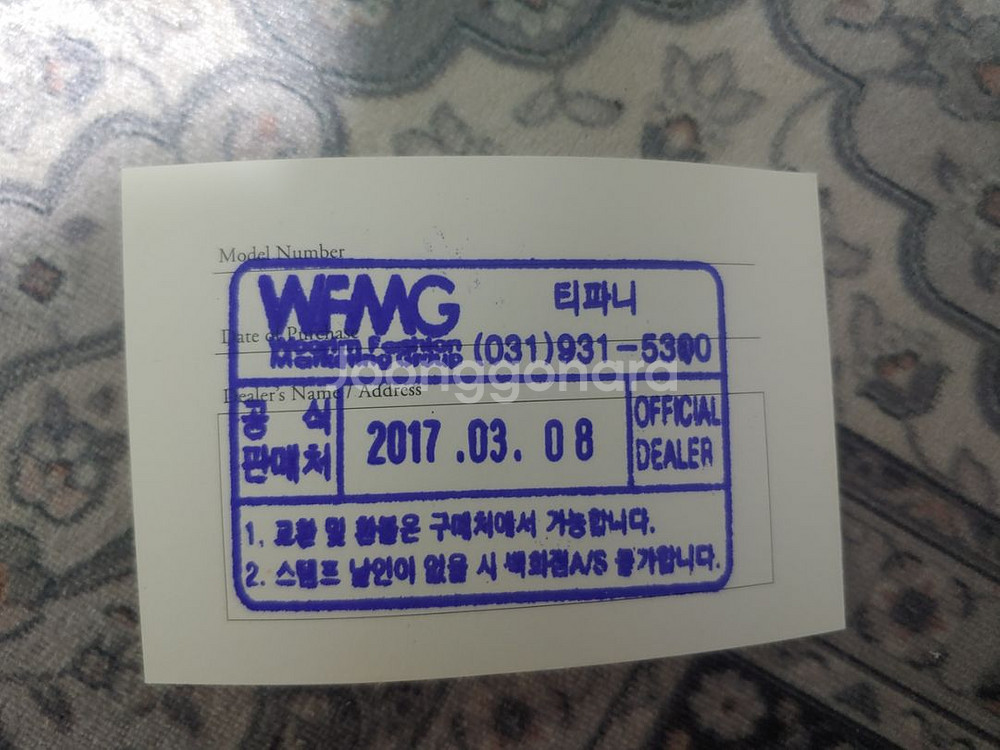 Model Number
WFMG
티파니
Date of Purchase
(031)931-5300
Joonggonara
Dealer's Name / Address
공 식
판매처
2017 .03. 08
OFFICIAL
DEALER
1. 교환 및 환불은 구매처에서 가능합니다.
2. 스템프 날인이 없을 시 백화점A/S 불가합니다.